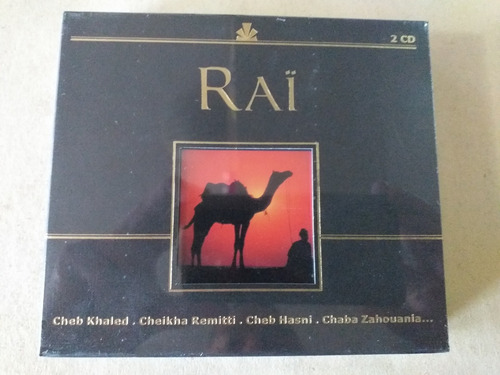 2 CD
RAÏ
Cheb Khaled . Cheikha Remitti . Cheb Hasni . Chaba Zahouania...